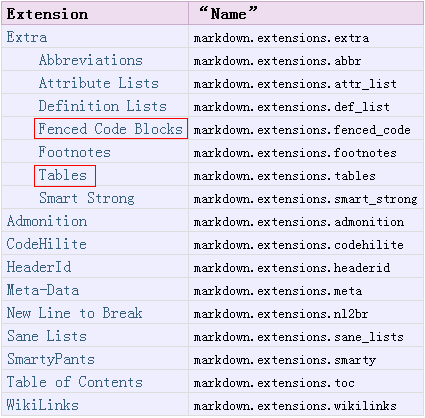 Extension “Name”
Extra markdown.extensions.extra
Abbreviations markdown.extensions.abbr
Attribute Lists markdown.extensions.attr_list
Definition Lists markdown.extensions.def_list
Fenced Code Blocks markdown.extensions.fenced_code
Footnotes markdown.extensions.footnotes
Tables markdown.extensions.tables
Smart Strong markdown.extensions.smart_strong
Admonition markdown.extensions.admonition
CodeHilite markdown.extensions.codehilite
HeaderId markdown.extensions.headerid
Meta-Data markdown.extensions.meta
New Line to Break markdown.extensions.nl2br
Sane Lists markdown.extensions.sane_lists
SmartyPants markdown.extensions.smarty
Table of Contents markdown.extensions.toc
WikiLinks markdown.extensions.wikilinks